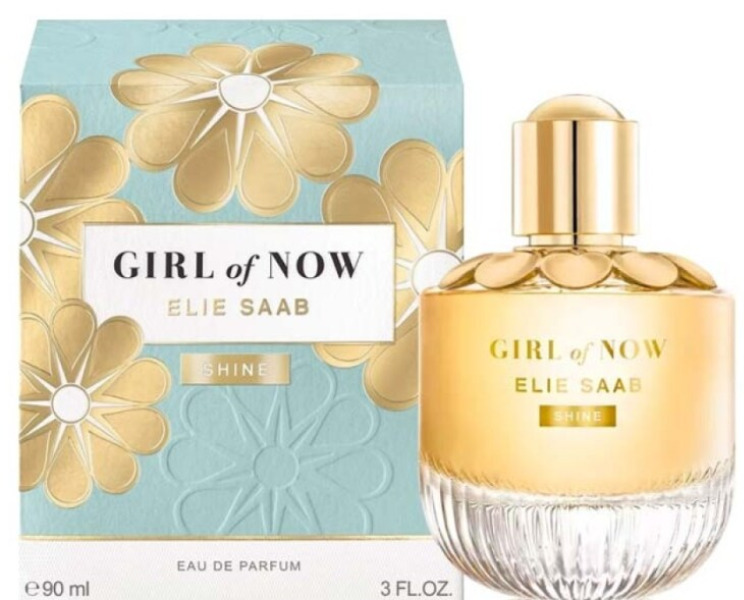 GIRL of NOW
ELIE SAAB
SHINE
EAU DE PARFUM
℮90 ml
3 FL.OZ.
GIRL of NOW
ELIE SAAB
SHINE